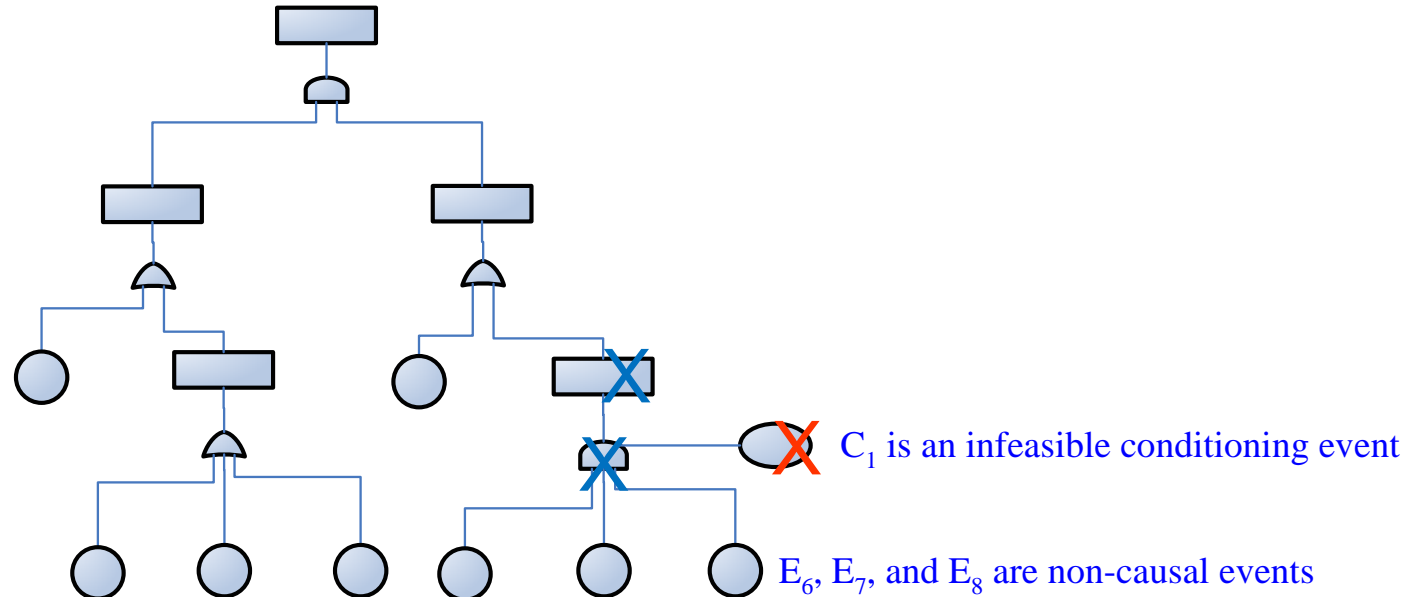 C₁ is an infeasible conditioning event
E₆, E₇, and E₈ are non-causal events